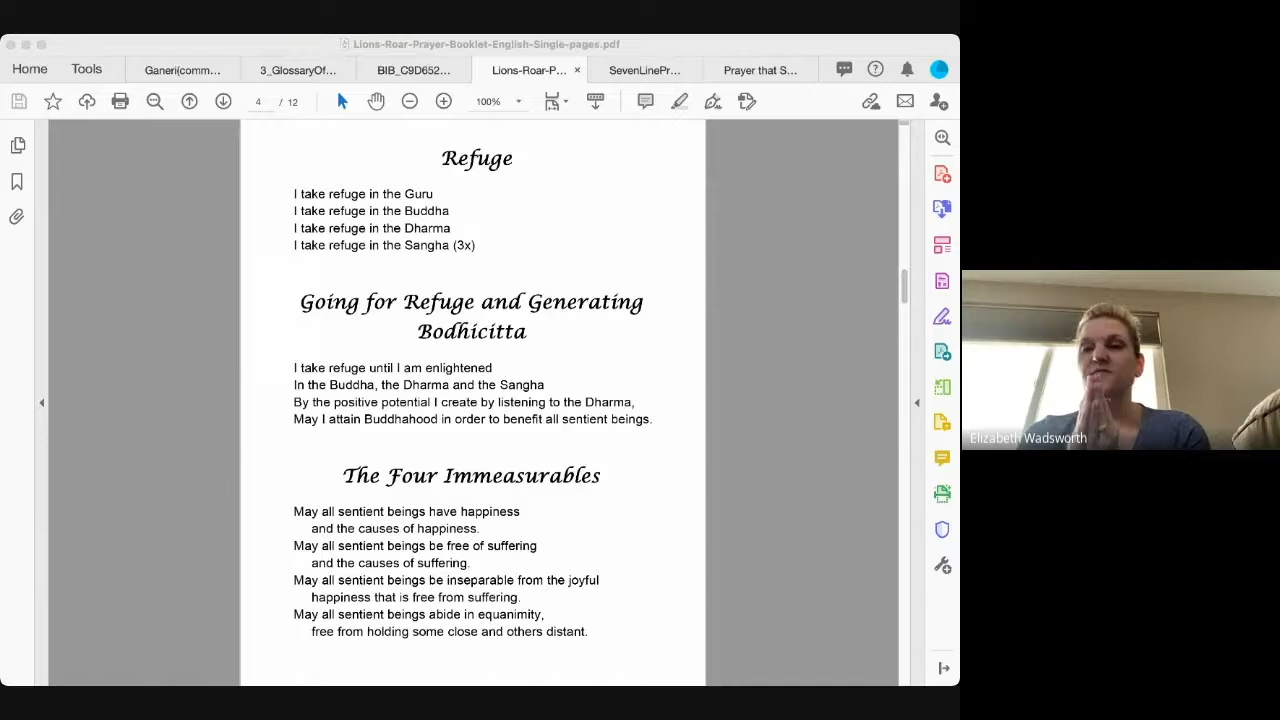 Lions-Roar-Prayer-Booklet-English-Single-pages.pdf
Home Tools Ganeri(comm... 3_GlossaryOf... BIB_C9D652... Lions-Roar-P... × SevenLinePr... Prayer that S...
4 / 12 100%
Refuge
I take refuge in the Guru
I take refuge in the Buddha
I take refuge in the Dharma
I take refuge in the Sangha (3x)
Going for Refuge and Generating
Bodhicitta
I take refuge until I am enlightened
In the Buddha, the Dharma and the Sangha
By the positive potential I create by listening to the Dharma,
May I attain Buddhahood in order to benefit all sentient beings.
The Four Immeasurables
May all sentient beings have happiness
and the causes of happiness.
May all sentient beings be free of suffering
and the causes of suffering.
May all sentient beings be inseparable from the joyful
happiness that is free from suffering.
May all sentient beings abide in equanimity,
free from holding some close and others distant.
Elizabeth Wadsworth